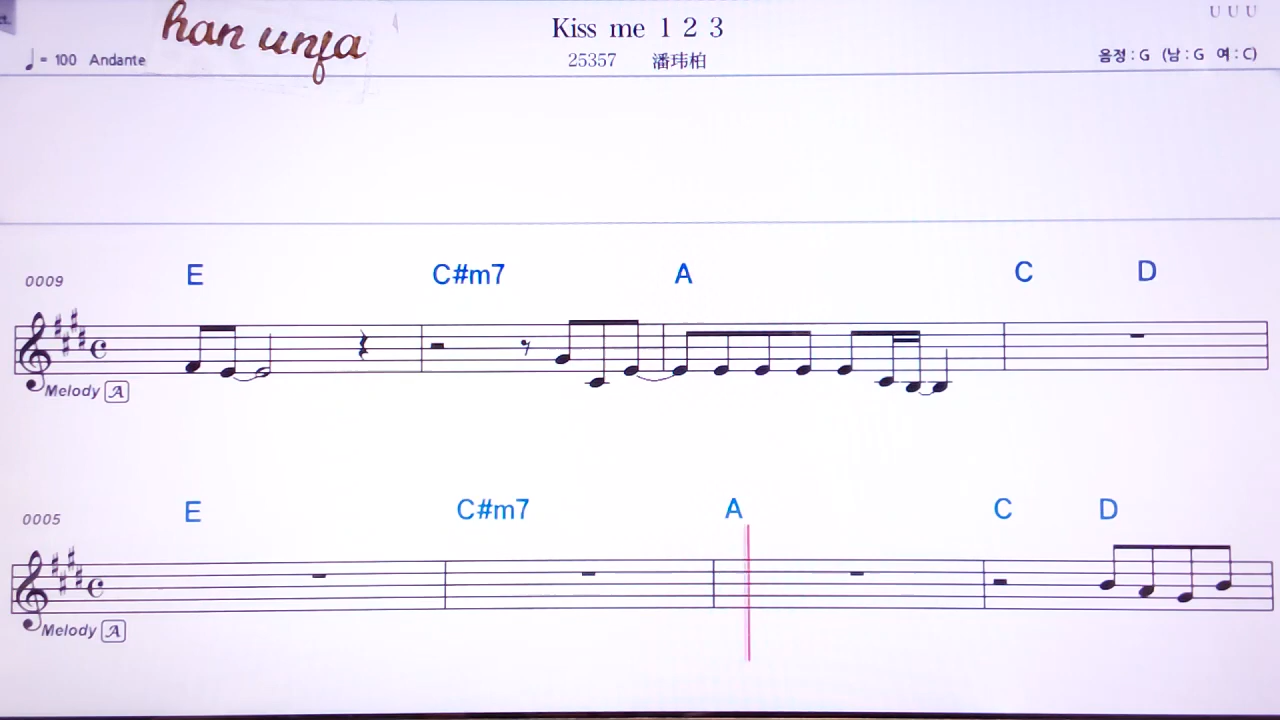 Kiss me 1 2 3
U U U
han unja
♩= 100 Andante
25357 潘玮柏
음정 : G (남 : G 여 : C)
E C#m7 A C D
0009
Melody A
E C#m7 A C D
0005
Melody A